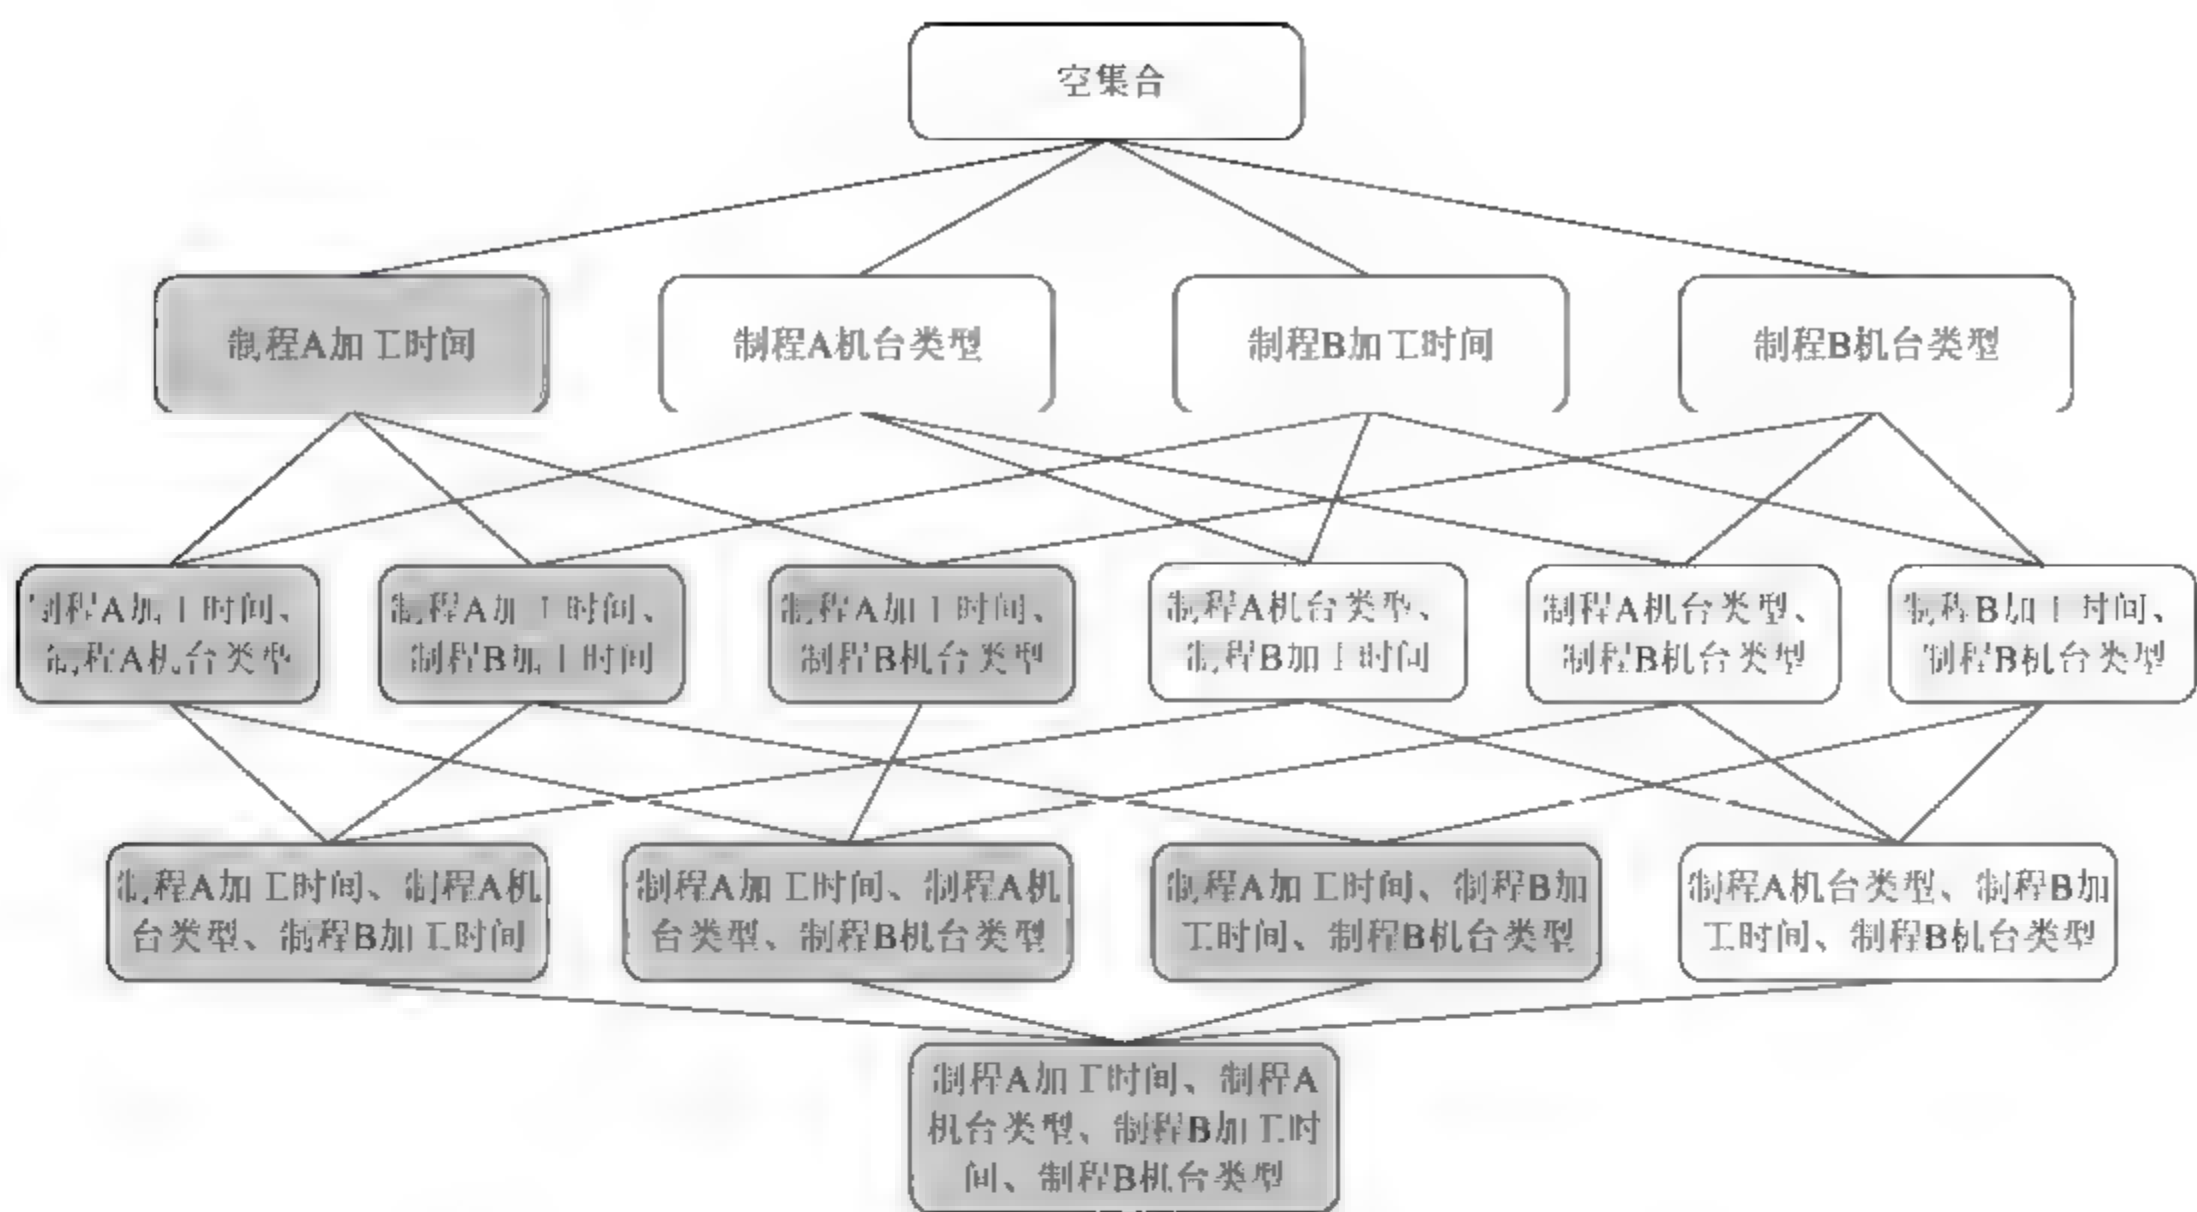 空集合
制程A加工时间
制程A机台类型
制程B加工时间
制程B机台类型
制程A加工时间、
制程A机台类型
制程A加工时间、
制程B加工时间
制程A加工时间、
制程B机台类型
制程A机台类型、
制程B加工时间
制程A机台类型、
制程B机台类型
制程B加工时间、
制程B机台类型
制程A加工时间、制程A机
台类型、制程B加工时间
制程A加工时间、制程A机
台类型、制程B机台类型
制程A加工时间、制程B加
工时间、制程B机台类型
制程A机台类型、制程B加
工时间、制程B机台类型
制程A加工时间、制程A
机台类型、制程B加工时
间、制程B机台类型